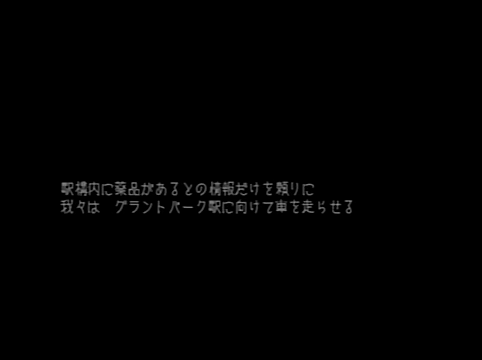 駅構内に薬品があるとの情報だけを頼りに
我々は　グラントパーク駅に向けて車を走らせる